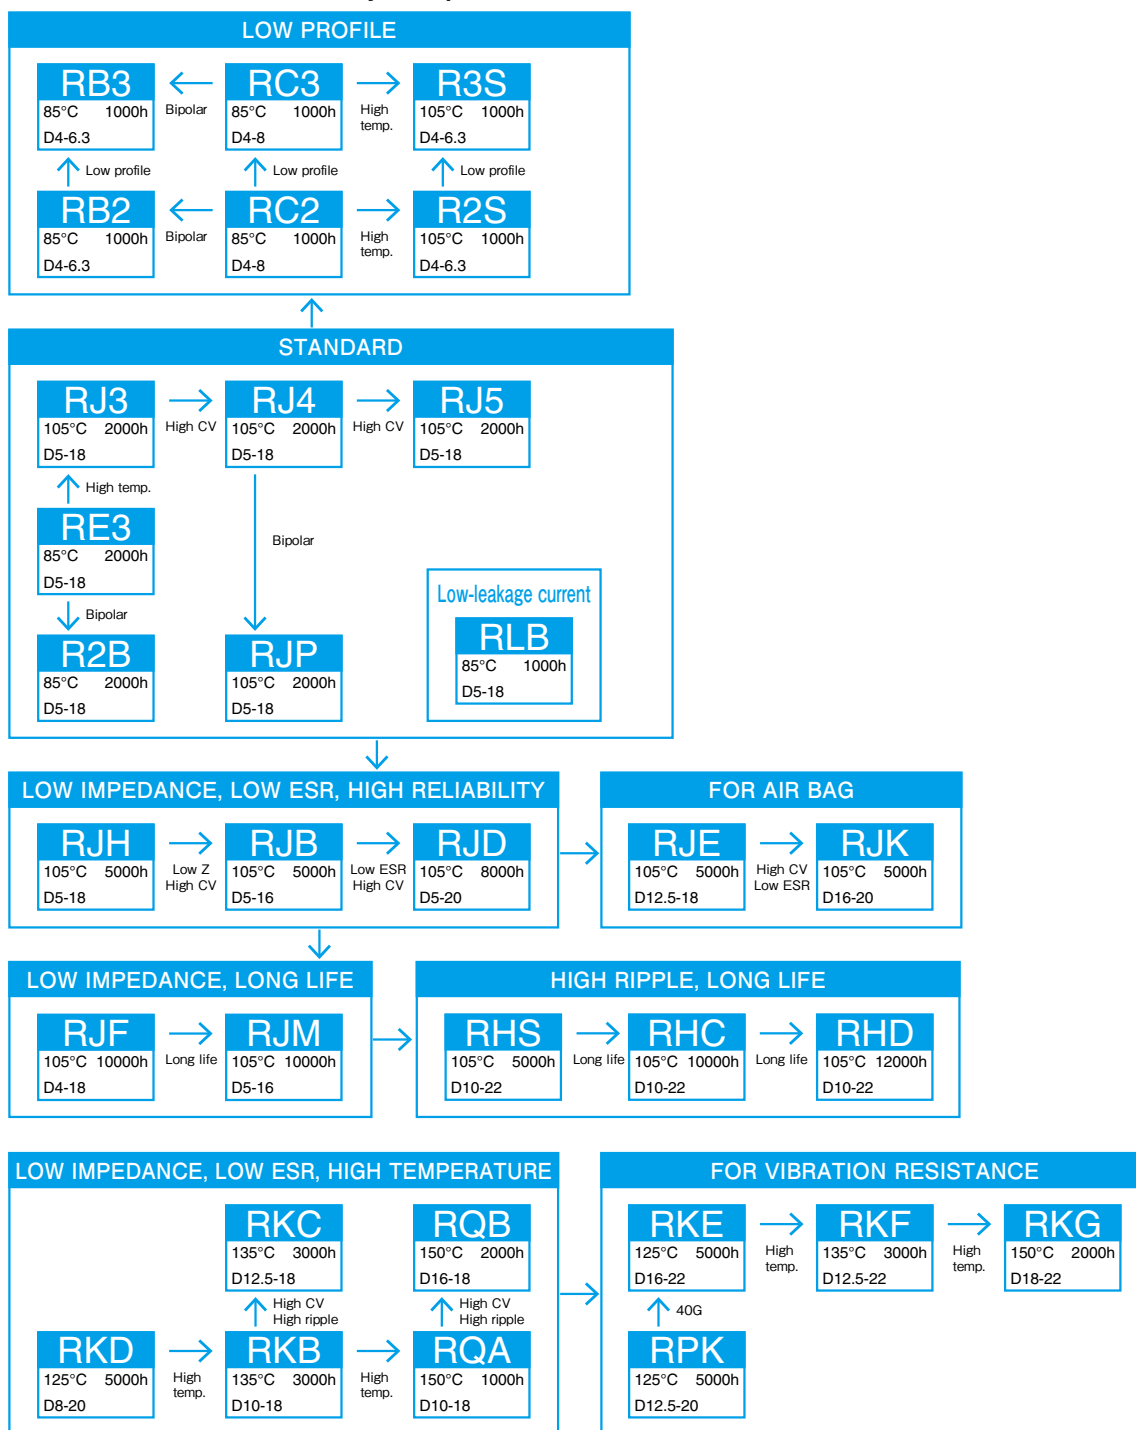 LOW PROFILE
RB3
85°C 1000h
D4-6.3
Bipolar
RC3
85°C 1000h
D4-8
High
temp.
R3S
105°C 1000h
D4-6.3
Low profile
Low profile
Low profile
RB2
85°C 1000h
D4-6.3
Bipolar
RC2
85°C 1000h
D4-8
High
temp.
R2S
105°C 1000h
D4-6.3
STANDARD
RJ3
105°C 2000h
D5-18
High CV
RJ4
105°C 2000h
D5-18
High CV
RJ5
105°C 2000h
D5-18
High temp.
RE3
85°C 2000h
D5-18
Bipolar
Bipolar
R2B
85°C 2000h
D5-18
RJP
105°C 2000h
D5-18
Low-leakage current
RLB
85°C 1000h
D5-18
LOW IMPEDANCE, LOW ESR, HIGH RELIABILITY
RJH
105°C 5000h
D5-18
Low Z
High CV
RJB
105°C 5000h
D5-16
Low ESR
High CV
RJD
105°C 8000h
D5-20
FOR AIR BAG
RJE
105°C 5000h
D12.5-18
High CV
Low ESR
RJK
105°C 5000h
D16-20
LOW IMPEDANCE, LONG LIFE
RJF
105°C 10000h
D4-18
Long life
RJM
105°C 10000h
D5-16
HIGH RIPPLE, LONG LIFE
RHS
105°C 5000h
D10-22
Long life
RHC
105°C 10000h
D10-22
Long life
RHD
105°C 12000h
D10-22
LOW IMPEDANCE, LOW ESR, HIGH TEMPERATURE
RKC
135°C 3000h
D12.5-18
RQB
150°C 2000h
D16-18
High CV
High ripple
High CV
High ripple
RKD
125°C 5000h
D8-20
High
temp.
RKB
135°C 3000h
D10-18
High
temp.
RQA
150°C 1000h
D10-18
FOR VIBRATION RESISTANCE
RKE
125°C 5000h
D16-22
High
temp.
RKF
135°C 3000h
D12.5-22
High
temp.
RKG
150°C 2000h
D18-22
40G
RPK
125°C 5000h
D12.5-20